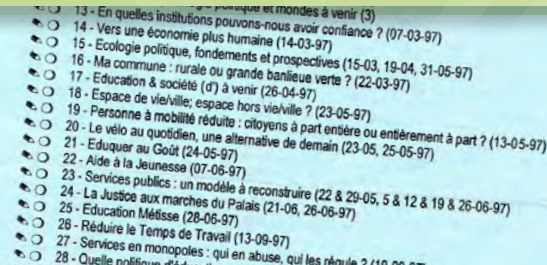 politique et mondes à venir (3)
13 - En quelles institutions pouvons-nous avoir confiance ? (07-03-97)
14 - Vers une économie plus humaine (14-03-97)
15 - Ecologie politique, fondements et prospectives (15-03, 19-04, 31-05-97)
16 - Ma commune : rurale ou grande banlieue verte ? (22-03-97)
17 - Education & société (d') à venir (26-04-97)
18 - Espace de vie/ville; espace hors vie/ville ? (23-05-97)
19 - Personne à mobilité réduite : citoyens à part entière ou entièrement à part ? (13-05-97)
20 - Le vélo au quotidien, une alternative de demain (23-05, 25-05-97)
21 - Eduquer au Goût (24-05-97)
22 - Aide à la Jeunesse (07-06-97)
23 - Services publics : un modèle à reconstruire (22 & 29-05, 5 & 12 & 19 & 26-06-97)
24 - La Justice aux marches du Palais (21-06, 26-06-97)
25 - Education Métisse (28-06-97)
26 - Réduire le Temps de Travail (13-09-97)
27 - Services en monopoles : qui en abuse, qui les régule ?
28 - Quelle politique